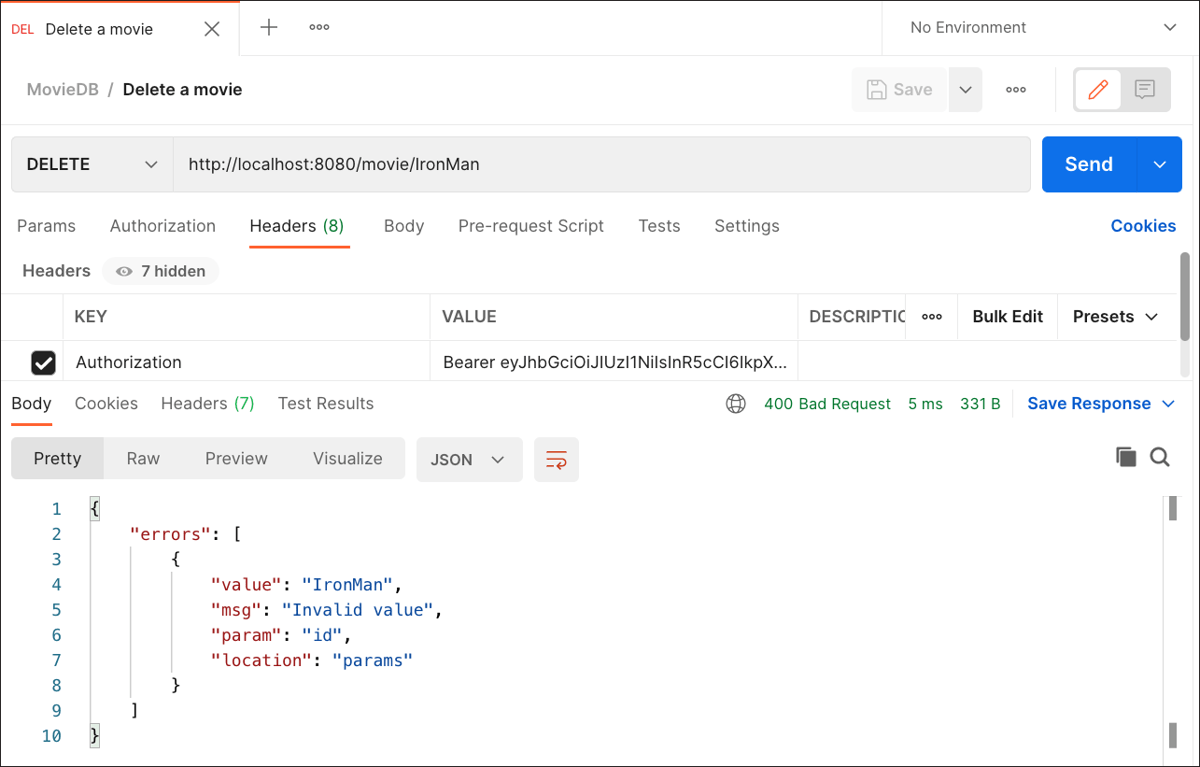 DEL Delete a movie
No Environment
MovieDB / Delete a movie
Save
DELETE http://localhost:8080/movie/IronMan Send
Params Authorization Headers (8) Body Pre-request Script Tests Settings Cookies
Headers 7 hidden
KEY VALUE DESCRIPTIC Bulk Edit Presets
Authorization Bearer eyJhbGciOiJIUzI1NiIsInR5cCI6IkpX...
Body Cookies Headers (7) Test Results 400 Bad Request 5 ms 331 B Save Response
Pretty Raw Preview Visualize JSON
1 {
2 "errors": [
3 {
4 "value": "IronMan",
5 "msg": "Invalid value",
6 "param": "id",
7 "location": "params"
8 }
9 ]
10 }